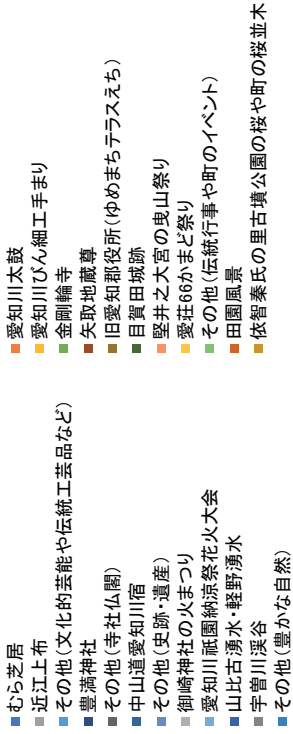 むら芝居
愛知川太鼓
近江上布
愛知川びん細工手まり
その他(文化的芸能や伝統工芸品など)
金剛輪寺
豊満神社
矢取地蔵尊
その他(寺社仏閣)
旧愛知郡役所(ゆめまちテラスえち)
中山道愛知川宿
目賀田城跡
その他(史跡・遺産)
堅井之大宮の曳山祭り
御崎神社の火まつり
愛荘66かまど祭り
愛知川祇園納涼祭花火大会
その他(伝統行事や町のイベント)
山比古湧水・軽野湧水
田園風景
宇曽川渓谷
依智秦氏の里古墳公園の桜や町の桜並木
その他(豊かな自然)